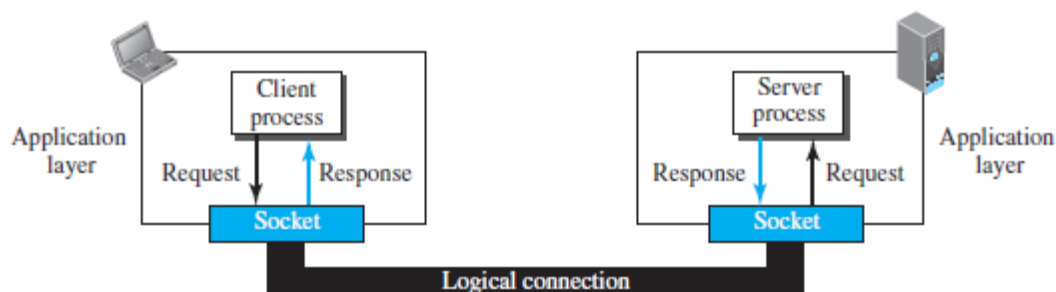 Client
process
Application
layer
Request
Response
Socket
Server
process
Application
layer
Response
Request
Socket
Logical connection